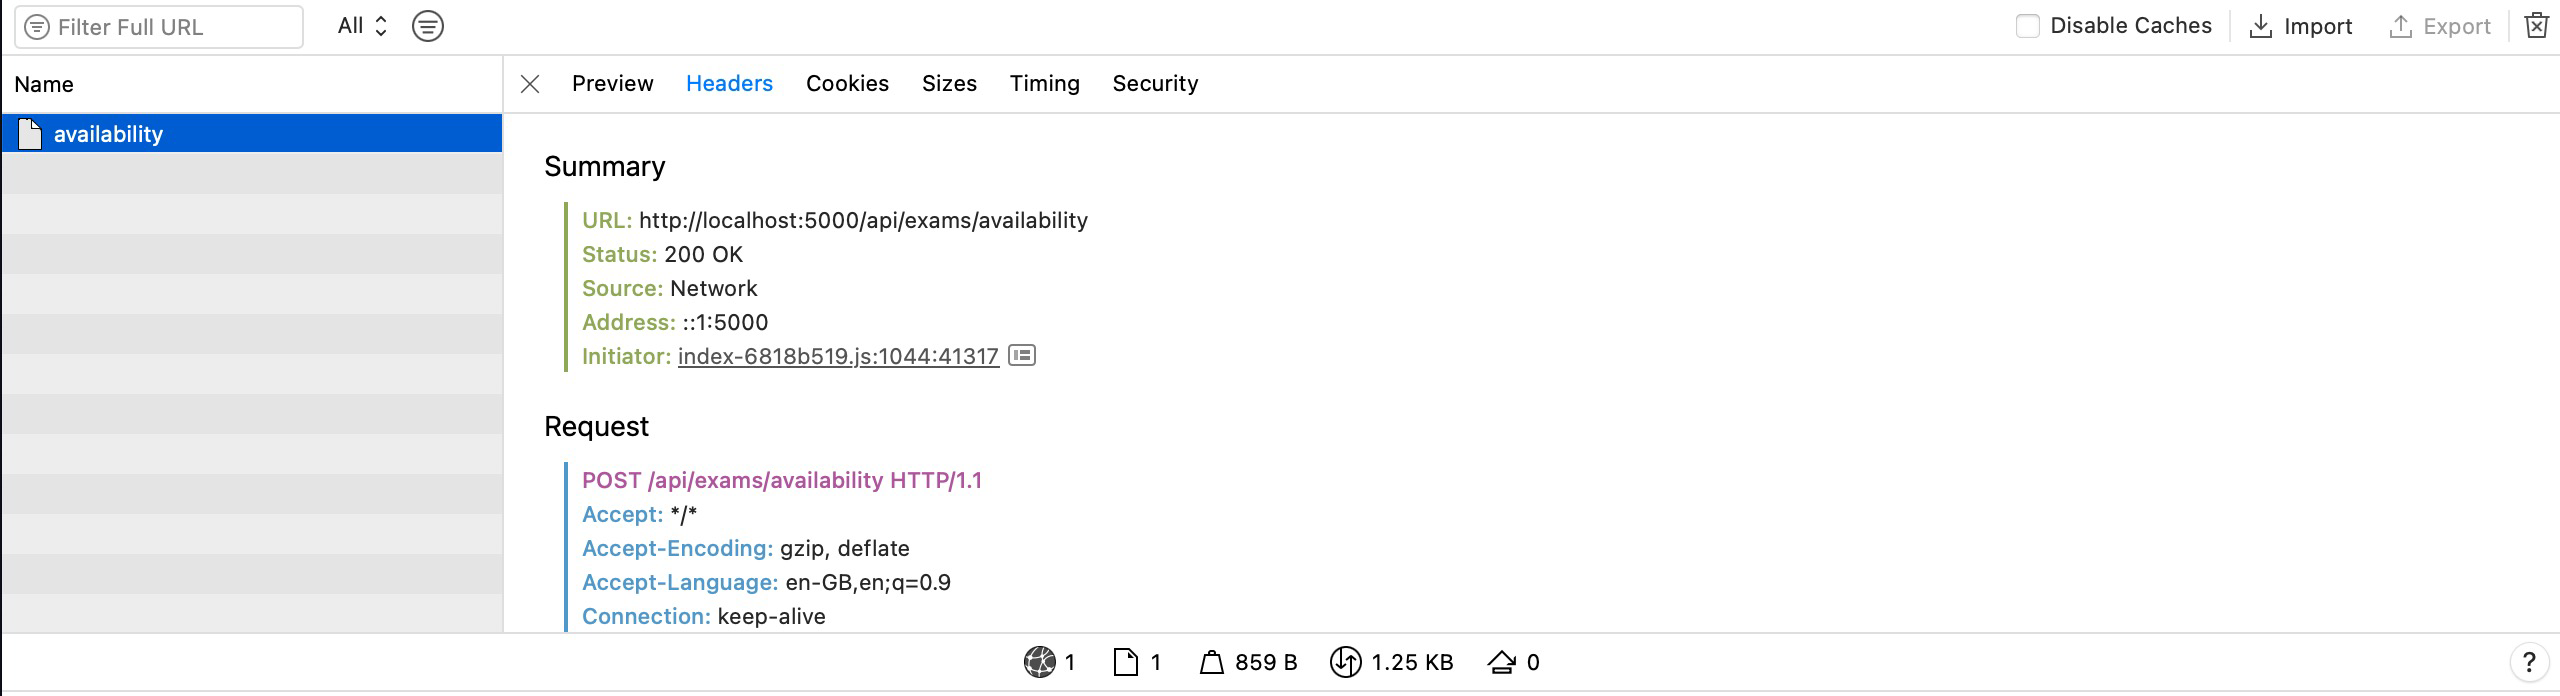 Filter Full URL All Disable Caches Import Export
Name Preview Headers Cookies Sizes Timing Security
availability
Summary
URL: http://localhost:5000/api/exams/availability
Status: 200 OK
Source: Network
Address: ::1:5000
Initiator: index-6818b519.js:1044:41317
Request
POST /api/exams/availability HTTP/1.1
Accept: */*
Accept-Encoding: gzip, deflate
Accept-Language: en-GB,en;q=0.9
Connection: keep-alive
1 1 859 B 1.25 KB 0 ?